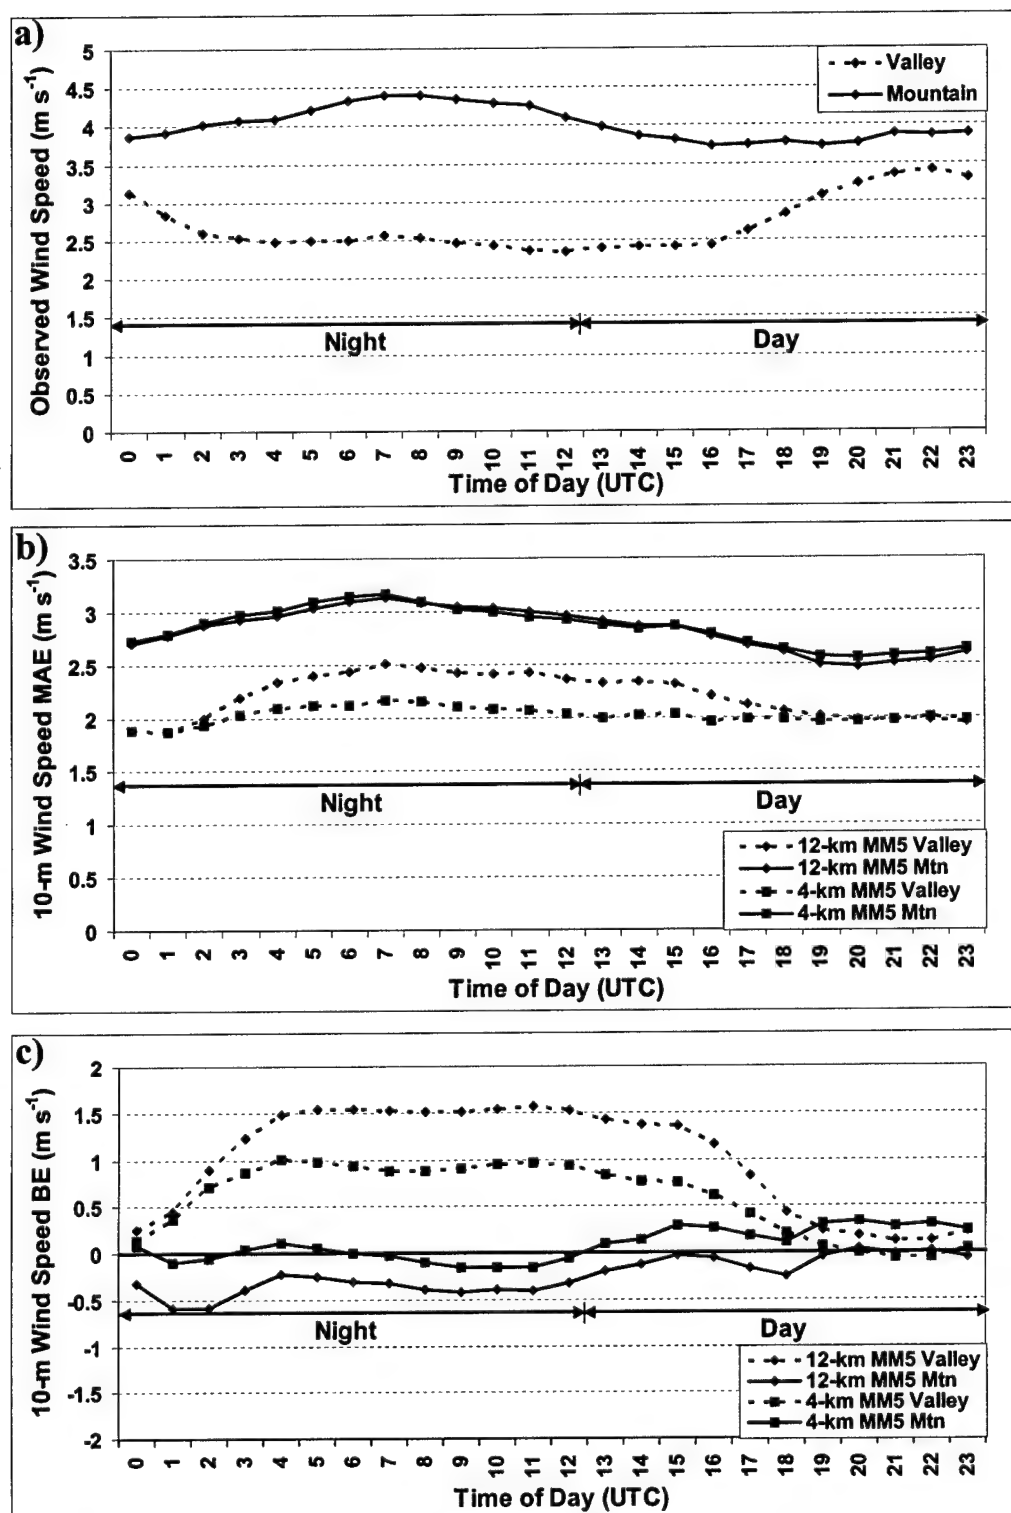 a)
Observed Wind Speed (m s⁻¹)
5
4.5
4
3.5
3
2.5
2
1.5
1
0.5
0
Valley
Mountain
Night
Day
0 1 2 3 4 5 6 7 8 9 10 11 12 13 14 15 16 17 18 19 20 21 22 23
Time of Day (UTC)
b)
10-m Wind Speed MAE (m s⁻¹)
3.5
3
2.5
2
1.5
1
0.5
0
Night
Day
12-km MM5 Valley
12-km MM5 Mtn
4-km MM5 Valley
4-km MM5 Mtn
0 1 2 3 4 5 6 7 8 9 10 11 12 13 14 15 16 17 18 19 20 21 22 23
Time of Day (UTC)
c)
10-m Wind Speed BE (m s⁻¹)
2
1.5
1
0.5
0
-0.5
-1
-1.5
-2
Night
Day
12-km MM5 Valley
12-km MM5 Mtn
4-km MM5 Valley
4-km MM5 Mtn
0 1 2 3 4 5 6 7 8 9 10 11 12 13 14 15 16 17 18 19 20 21 22 23
Time of Day (UTC)